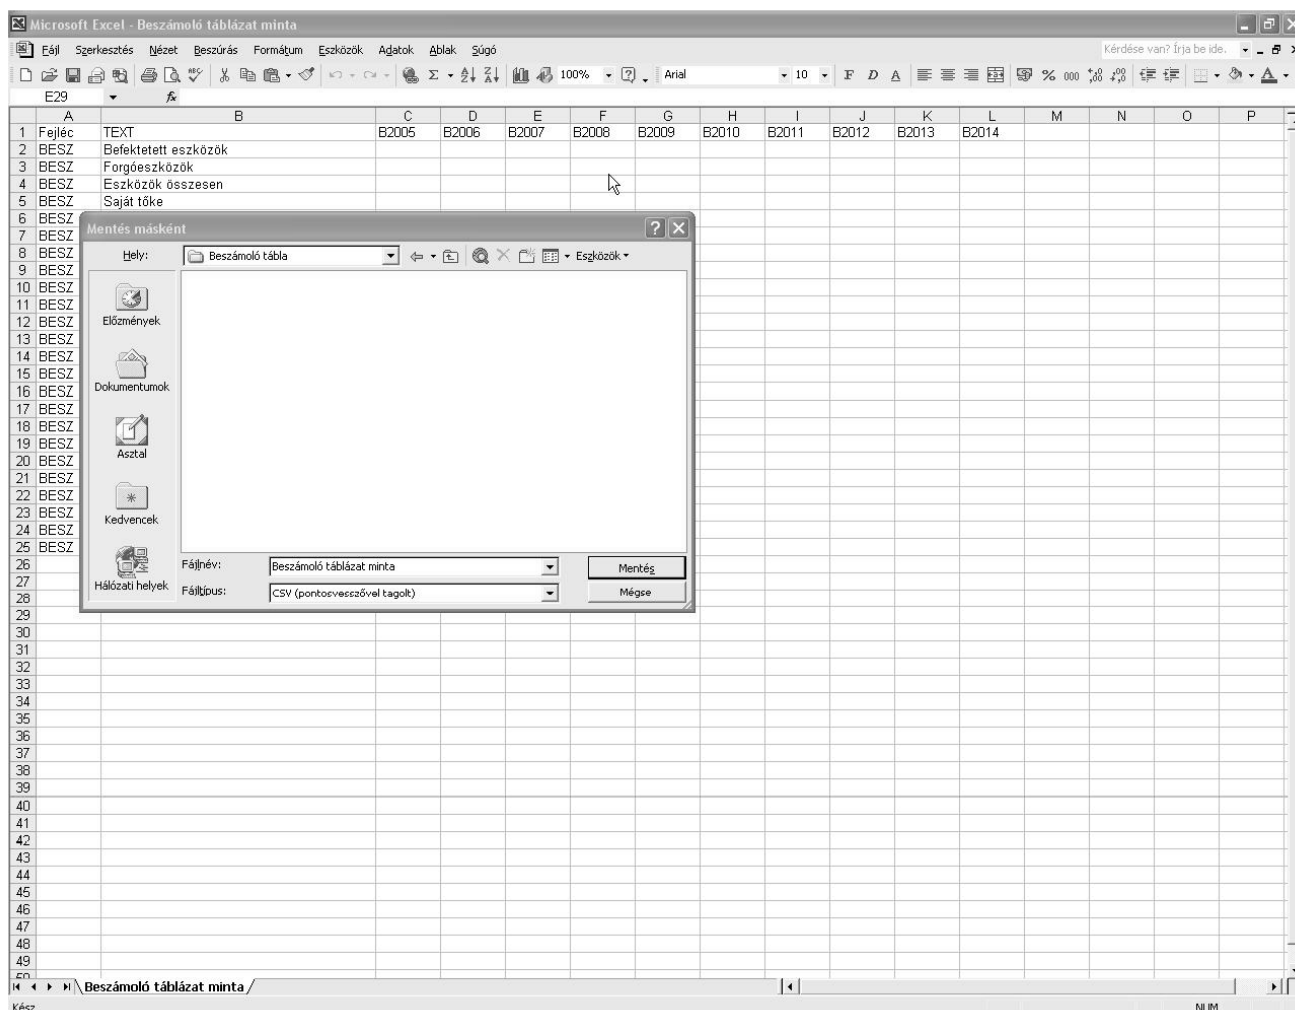 Microsoft Excel - Beszámoló táblázat minta
Fájl Szerkesztés Nézet Beszúrás Formátum Eszközök Adatok Ablak Súgó Kérdése van? Írja be ide.
100% Arial 10 F D A % 000
E29 fx
A B C D E F G H I J K L M N O P
1 Fejléc TEXT B2005 B2006 B2007 B2008 B2009 B2010 B2011 B2012 B2013 B2014
2 BESZ Befektetett eszközök
3 BESZ Forgóeszközök
4 BESZ Eszközök összesen
5 BESZ Saját tőke
6 BESZ
7 BESZ
8 BESZ
9 BESZ
10 BESZ
11 BESZ
12 BESZ
13 BESZ
14 BESZ
15 BESZ
16 BESZ
17 BESZ
18 BESZ
19 BESZ
20 BESZ
21 BESZ
22 BESZ
23 BESZ
24 BESZ
25 BESZ
26
27
28
29
30
31
32
33
34
35
36
37
38
39
40
41
42
43
44
45
46
47
48
49
50
Mentés másként
Hely: Beszámoló tábla Eszközök
Előzmények
Dokumentumok
Asztal
Kedvencek
Hálózati helyek
Fájlnév: Beszámoló táblázat minta Mentés
Fájltípus: CSV (pontosvesszővel tagolt) Mégse
Beszámoló táblázat minta
Kész NUM